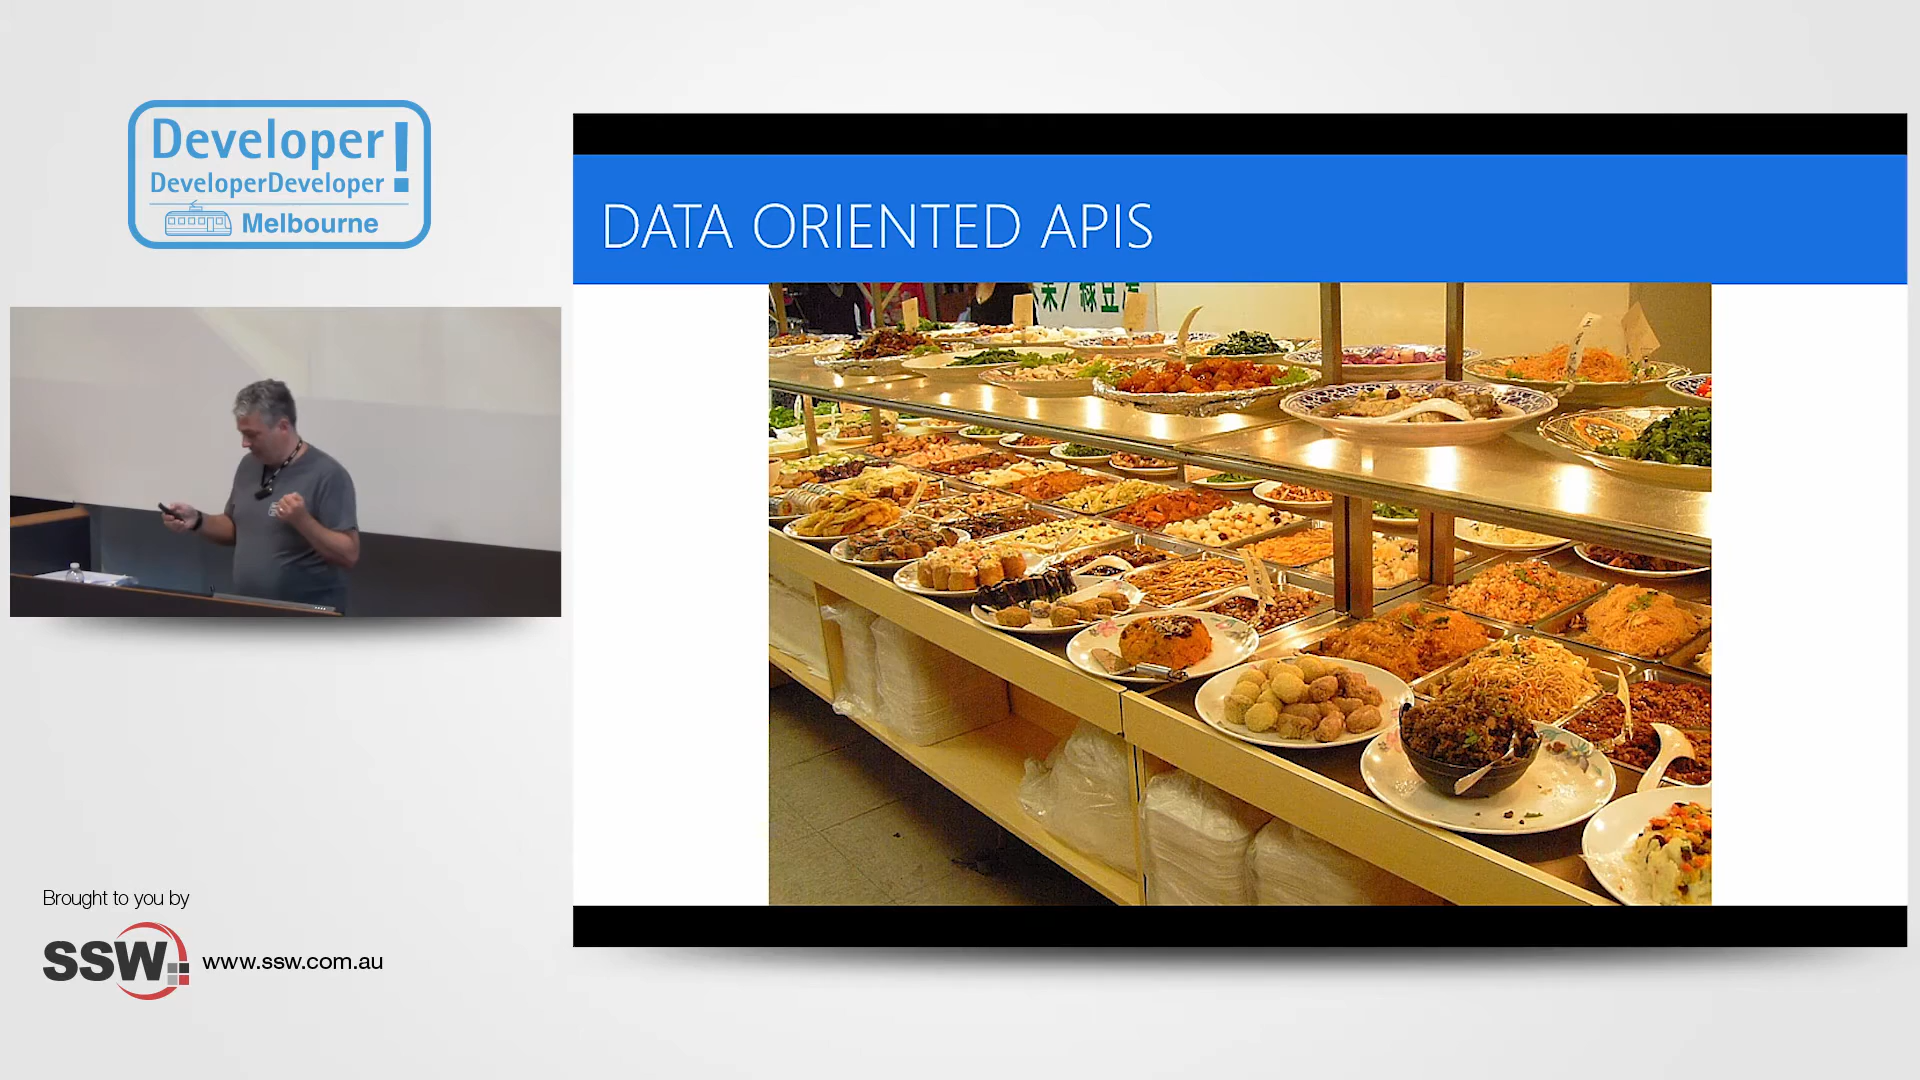 Developer!
DeveloperDeveloper
Melbourne
DATA ORIENTED APIS
Brought to you by
SSW
www.ssw.com.au